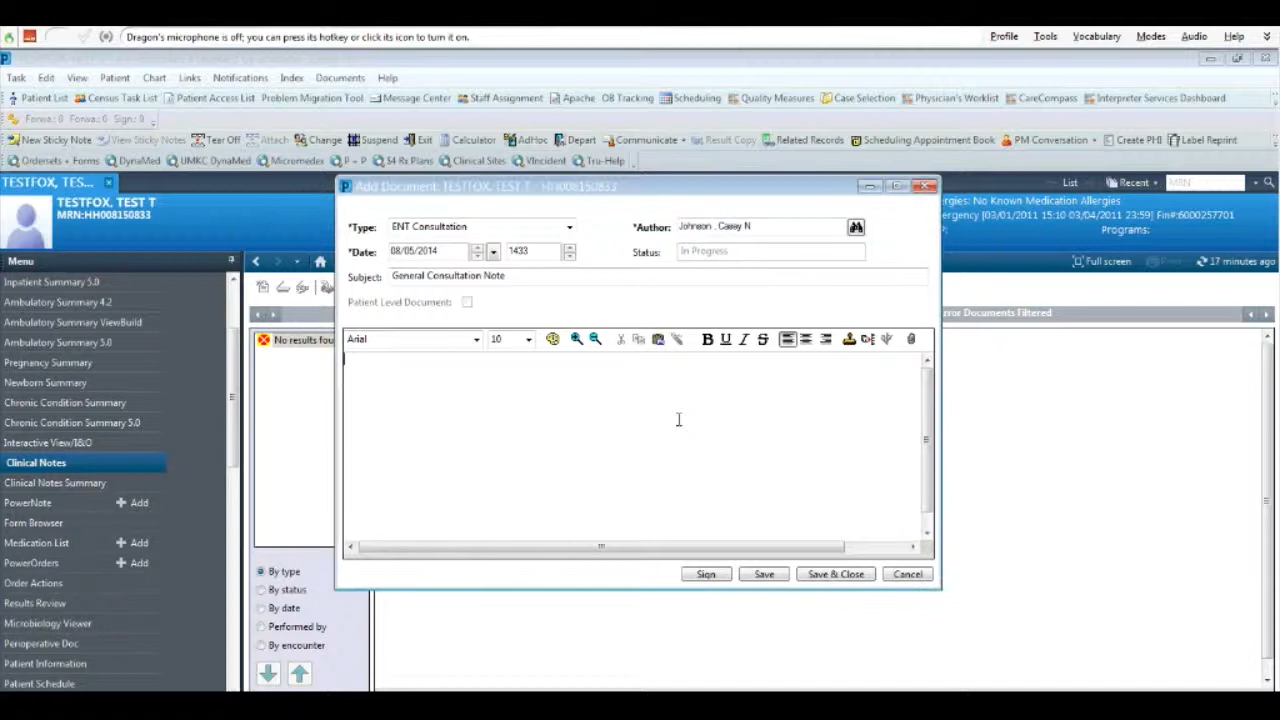 Dragon's microphone is off; you can press its hotkey or click its icon to turn it on. Profile Tools Vocabulary Modes Audio Help
Task Edit View Patient Chart Links Notifications Index Documents Help
Patient List Census Task List Patient Access List Problem Migration Tool Message Center Staff Assignment Apache OB Tracking Scheduling Quality Measures Case Selection Physician's Worklist CareCompass Interpreter Services Dashboard
Forwa.: 0 Forwa.: 0 Sign.: 0
New Sticky Note View Sticky Notes Tear Off Attach Change Suspend Exit Calculator AdHoc Depart Communicate Result Copy Related Records Scheduling Appointment Book PM Conversation Create PHI Label Reprint
Ordersets + Forms DynaMed UMKC DynaMed Micromedex P - P $4 Rx Plans Clinical Sites VIncident Tru-Help
TESTFOX, TES... List Recent MRN
TESTFOX, TEST T
MRN:HH008150833
ergies: No Known Medication Allergies
ergency [03/01/2011 15:10 03/04/2011 23:59] Fin#:6000257701
Programs:
Menu
Full screen 17 minutes ago
Inpatient Summary 5.0
Ambulatory Summary 4.2
Ambulatory Summary ViewBuild
Ambulatory Summary 5.0
Pregnancy Summary
Newborn Summary
Chronic Condition Summary
Chronic Condition Summary 5.0
Interactive View/I&O
Clinical Notes
Clinical Notes Summary
PowerNote Add
Form Browser
Medication List Add
PowerOrders Add
Order Actions
Results Review
Microbiology Viewer
Perioperative Doc
Patient Information
Patient Schedule
rror Documents Filtered
No results fou
By type
By status
By date
Performed by
By encounter
Add Document: TESTFOX, TEST T - HH008150833
*Type: ENT Consultation *Author: Johnson , Casey N
*Date: 08/05/2014 1433 Status: In Progress
Subject: General Consultation Note
Patient Level Document:
Arial 10 B U I S
Sign Save Save & Close Cancel